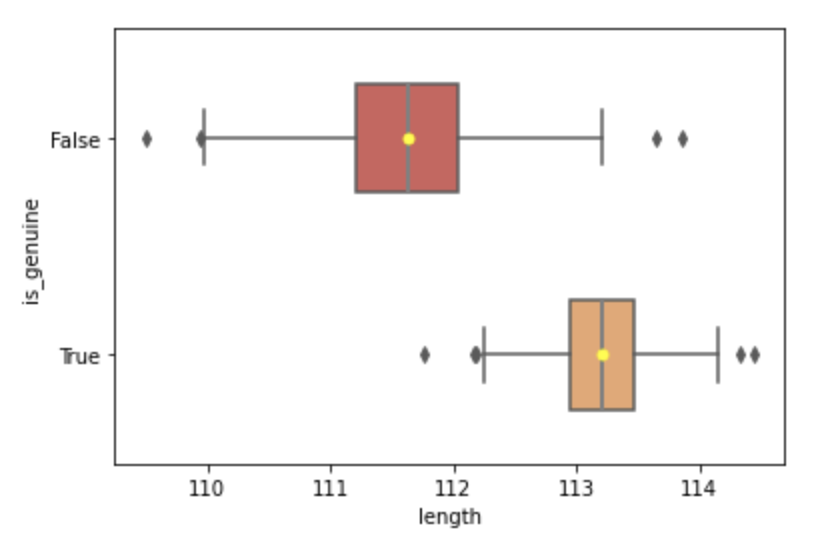 False
True
is_genuine
110 111 112 113 114
length